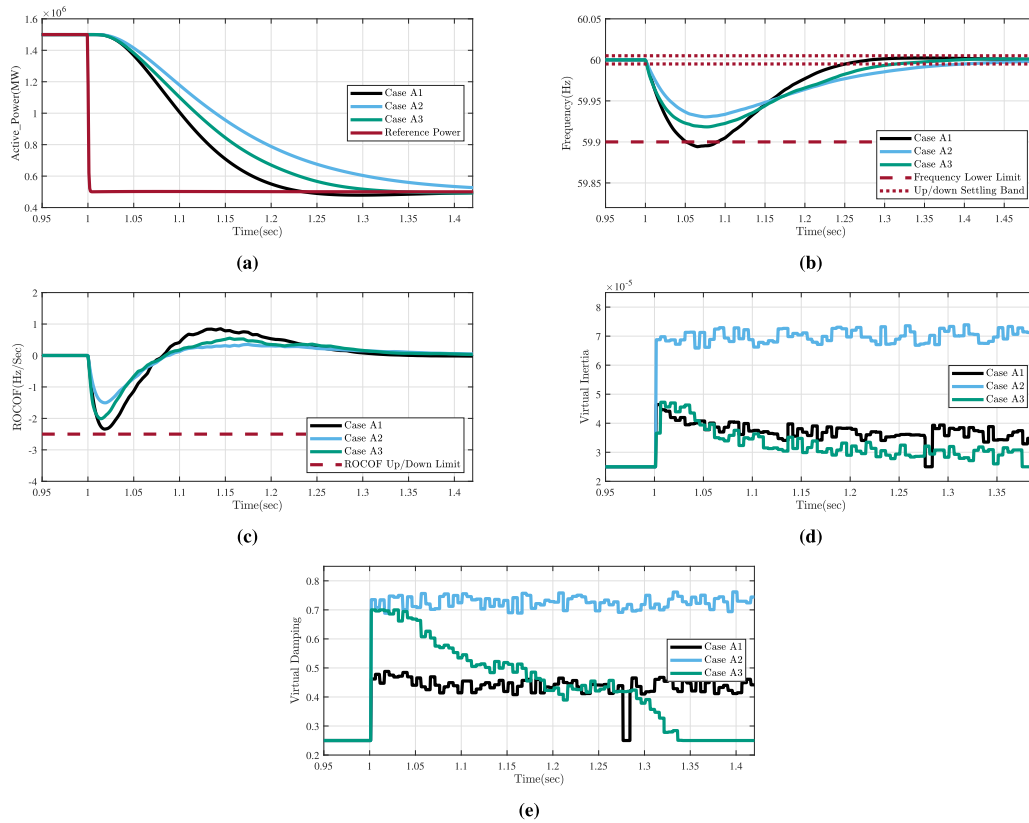 ×10⁶
1.6
1.4
1.2
1
0.8
0.6
0.4
Active_Power(MW)
Case A1
Case A2
Case A3
Reference Power
0.95 1 1.05 1.1 1.15 1.2 1.25 1.3 1.35 1.4
Time(sec)
(a)
60.05
60
59.95
59.9
59.85
Frequency(Hz)
Case A1
Case A2
Case A3
Frequency Lower Limit
Up/down Settling Band
0.95 1 1.05 1.1 1.15 1.2 1.25 1.3 1.35 1.4 1.45
Time(sec)
(b)
2
1
0
-1
-2
-3
-4
ROCOF(Hz/Sec)
Case A1
Case A2
Case A3
ROCOF Up/Down Limit
0.95 1 1.05 1.1 1.15 1.2 1.25 1.3 1.35 1.4
Time(sec)
(c)
×10⁻⁵
8
7
6
5
4
3
2
Virtual Inertia
Case A1
Case A2
Case A3
0.95 1 1.05 1.1 1.15 1.2 1.25 1.3 1.35
Time(sec)
(d)
0.8
0.7
0.6
0.5
0.4
0.3
0.2
Virtual Damping
Case A1
Case A2
Case A3
0.95 1 1.05 1.1 1.15 1.2 1.25 1.3 1.35 1.4
Time(sec)
(e)